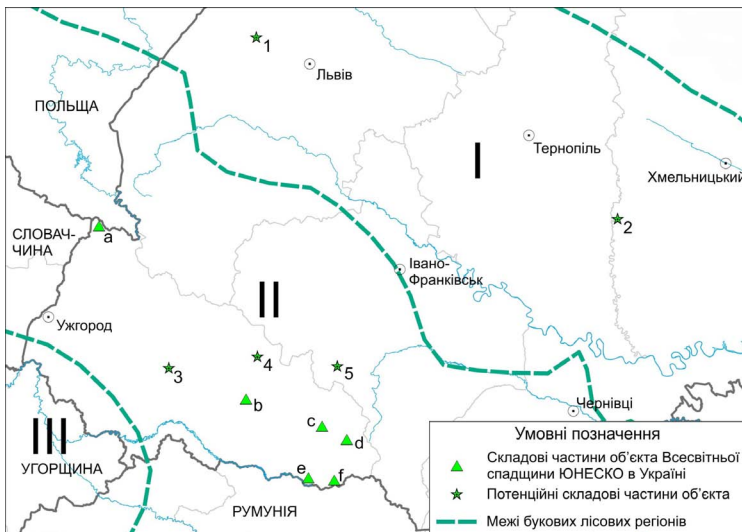 1
Львів
ПОЛЬЩА
I
Тернопіль
Хмельницький
2
a
СЛОВАЧ-
ЧИНА
Івано-
Франківськ
II
Ужгород
3
4
5
b
c
d
e
f
Чернівці
III
УГОРЩИНА
РУМУНІЯ
Умовні позначення
Складові частини об’єкта Всесвітньої
спадщини ЮНЕСКО в Україні
Потенційні складові частини об’єкта
Межі букових лісових регіонів